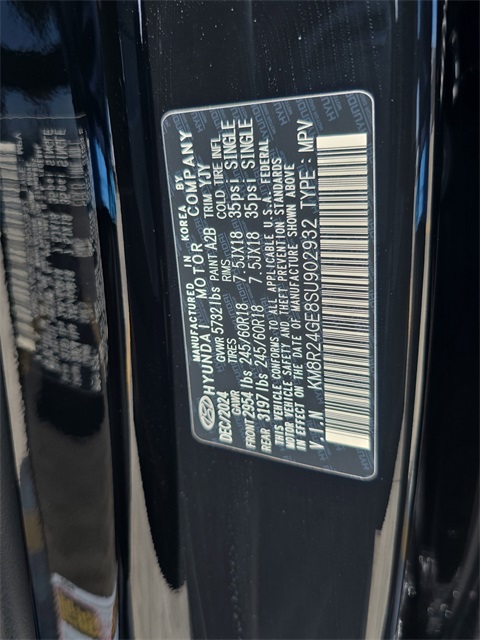 MANUFACTURED IN KOREA BY
HYUNDAI MOTOR COMPANY
DEC/2024 GVWR 5732 lbs PAINT A2B TRIM YJY
GAWR TIRES RIMS COLD TIRE INFL.
FRONT 2954 lbs 245/60R18 7.5JX18 35psi SINGLE
REAR 3197 lbs 245/60R18 7.5JX18 35psi SINGLE
THIS VEHICLE CONFORMS TO ALL APPLICABLE U.S.A. FEDERAL
MOTOR VEHICLE SAFETY AND THEFT PREVENTION STANDARDS
IN EFFECT ON THE DATE OF MANUFACTURE SHOWN ABOVE
V.I.N KM8R24GE8SU902932 TYPE : MPV